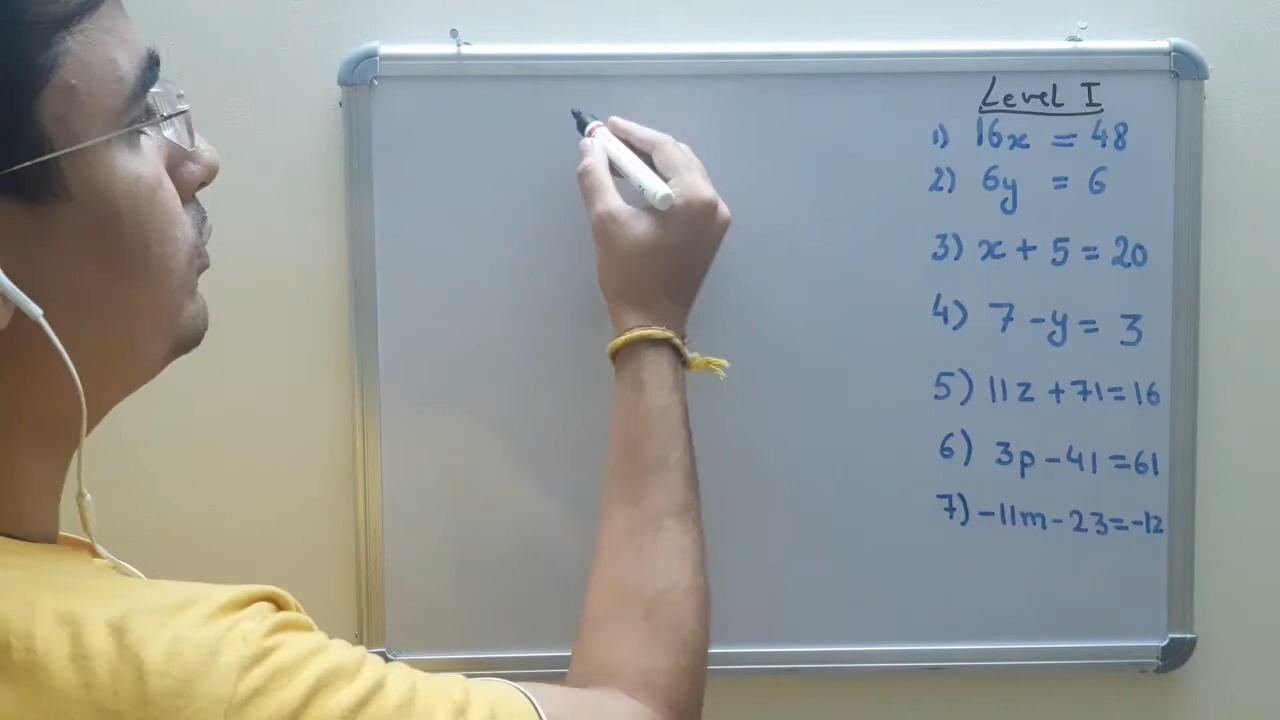 Level I
1) 16x = 48
2) 6y = 6
3) x + 5 = 20
4) 7 - y = 3
5) 11z + 71 = 16
6) 3p - 41 = 61
7) -11m - 23 = -12